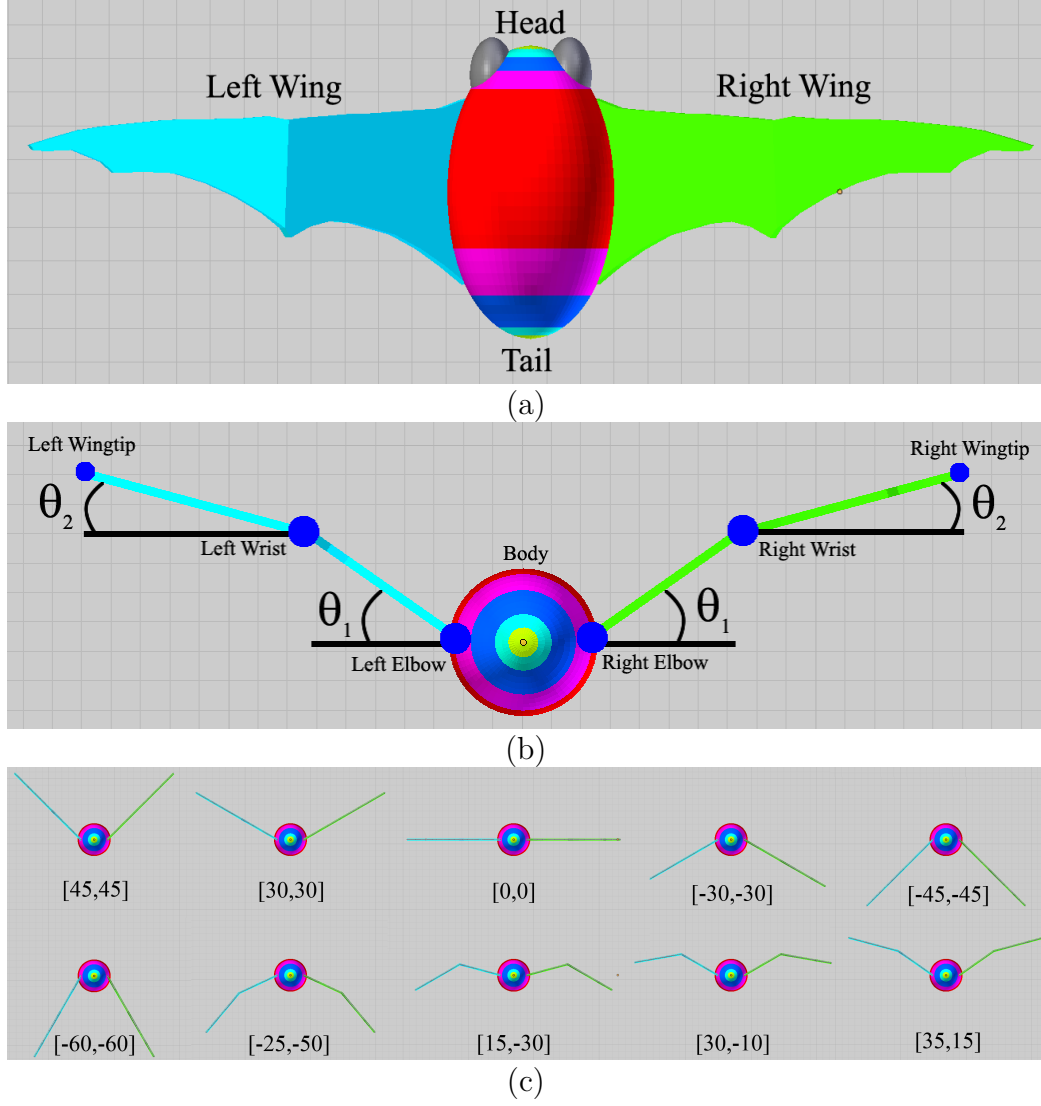 Head
Left Wing
Right Wing
Tail
(a)
Left Wingtip
Right Wingtip
θ2
θ2
Left Wrist
Right Wrist
Body
θ1
θ1
Left Elbow
Right Elbow
(b)
[45,45] [30,30] [0,0] [-30,-30] [-45,-45]
[-60,-60] [-25,-50] [15,-30] [30,-10] [35,15]
(c)